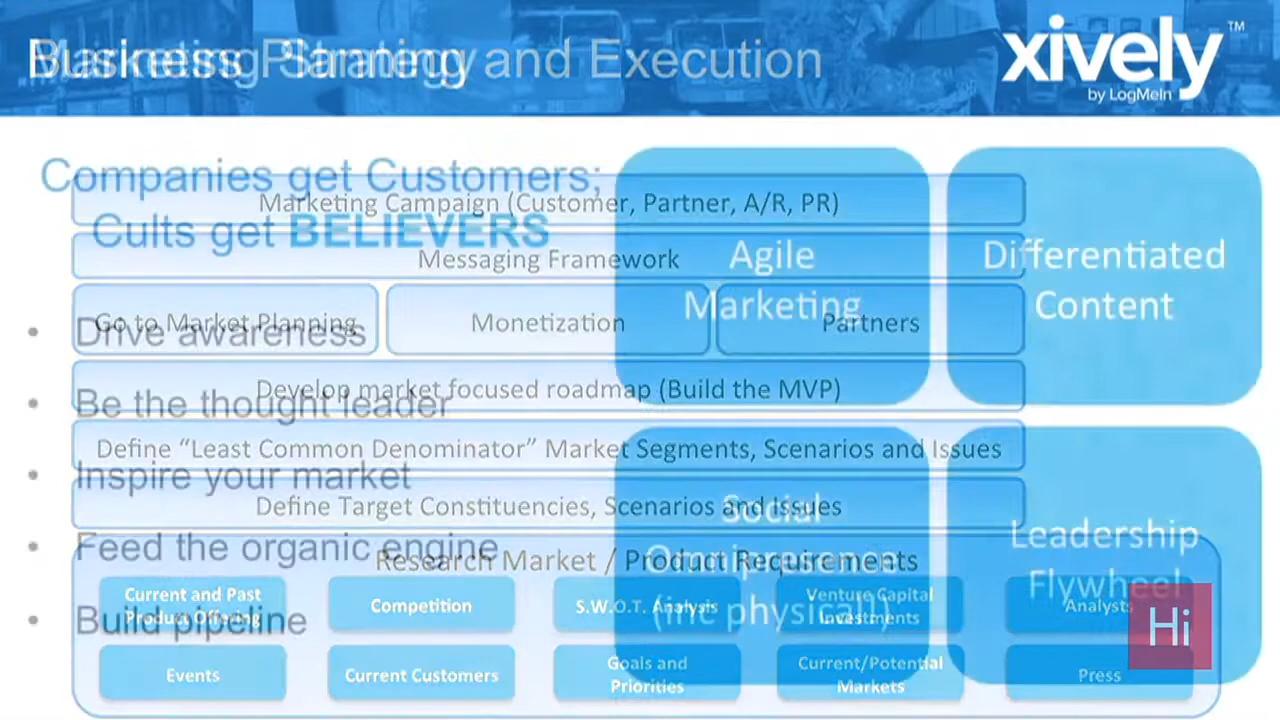 Business Planning
Marketing Strategy and Execution
xively™
by LogMeIn
Companies get Customers;
Cults get BELIEVERS
• Drive awareness
• Be the thought leader
• Inspire your market
• Feed the organic engine
• Build pipeline
Agile
Marketing
Differentiated
Content
Social
Omnipresence
(inc physical)
Leadership
Flywheel
Marketing Campaign (Customer, Partner, A/R, PR)
Messaging Framework
Go to Market Planning
Monetization
Partners
Develop market focused roadmap (Build the MVP)
Define “Least Common Denominator” Market Segments, Scenarios and Issues
Define Target Constituencies, Scenarios and Issues
Research Market / Product Requirements
Current and Past
Product Offering
Competition
S.W.O.T. Analysis
Venture Capital
Investments
Analysts
Events
Current Customers
Goals and
Priorities
Current/Potential
Markets
Press
Hi